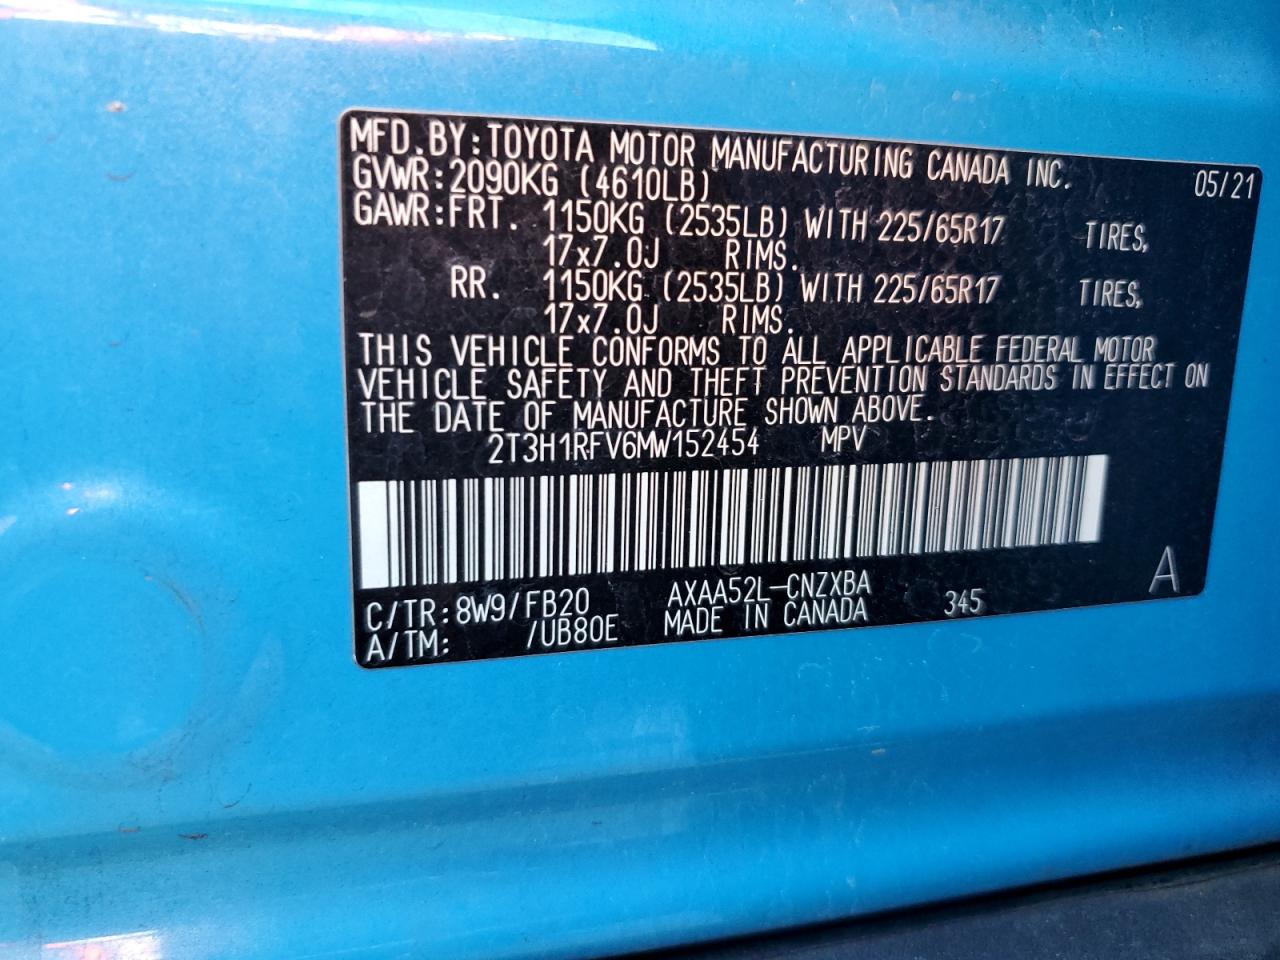 MFD.BY:TOYOTA MOTOR MANUFACTURING CANADA INC. 05/21
GVWR:2090KG (4610LB)
GAWR:FRT. 1150KG (2535LB) WITH 225/65R17 TIRES,
17x7.0J RIMS.
RR. 1150KG (2535LB) WITH 225/65R17 TIRES,
17x7.0J RIMS.
THIS VEHICLE CONFORMS TO ALL APPLICABLE FEDERAL MOTOR
VEHICLE SAFETY AND THEFT PREVENTION STANDARDS IN EFFECT ON
THE DATE OF MANUFACTURE SHOWN ABOVE.
2T3H1RFV6MW152454 MPV
C/TR:8W9/FB20 AXAA52L-CNZXBA 345 A
A/TM: /UB80E MADE IN CANADA